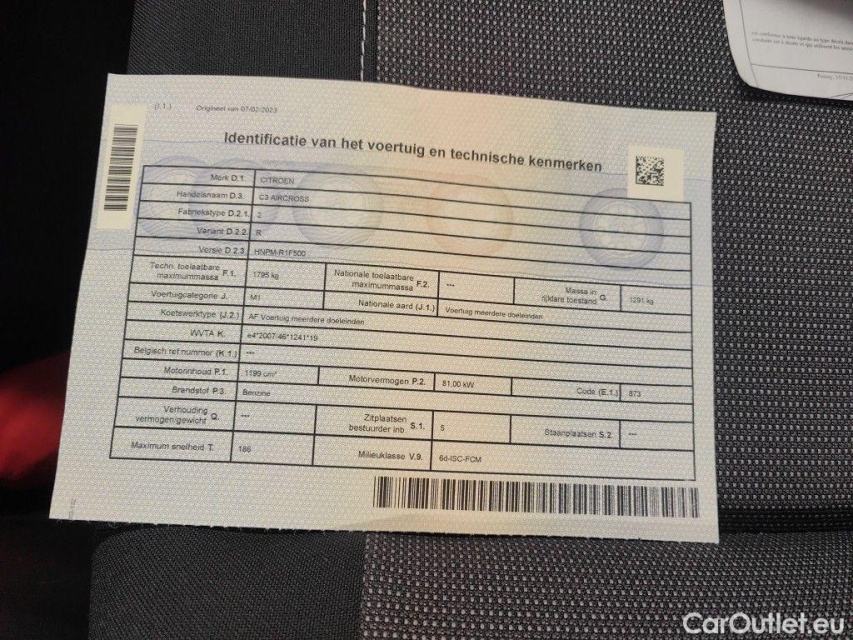 (J.1.) Origineel van 07/02/2023
Identificatie van het voertuig en technische kenmerken
Merk D.1. CITROEN
Handelsnaam D.3. C3 AIRCROSS
Fabriekstype D.2.1. 2
Variant D.2.2. R
Versie D.2.3. HNPM-R1F500
Techn. toelaatbare maximummassa F.1. 1795 kg Nationale toelaatbare maximummassa F.2. --- Massa in rijklare toestand G. 1291 kg
Voertuigcategorie J. M1 Nationale aard (J.1.) Voertuig meerdere doeleinden
Koetswerktype (J.2.) AF Voertuig meerdere doeleinden
WVTA K. e4*2007/46*1241*19
Belgisch ref nummer (K.1.) ---
Motorinhoud P.1. 1199 cm³ Motorvermogen P.2. 81,00 kW Code (E.1.) 873
Brandstof P.3. Benzine
Verhouding vermogen/gewicht Q. --- Zitplaatsen bestuurder inb. S.1. 5 Staanplaatsen S.2. ---
Maximum snelheid T. 186 Milieuklasse V.9. 6d-ISC-FCM
CarOutlet.eu